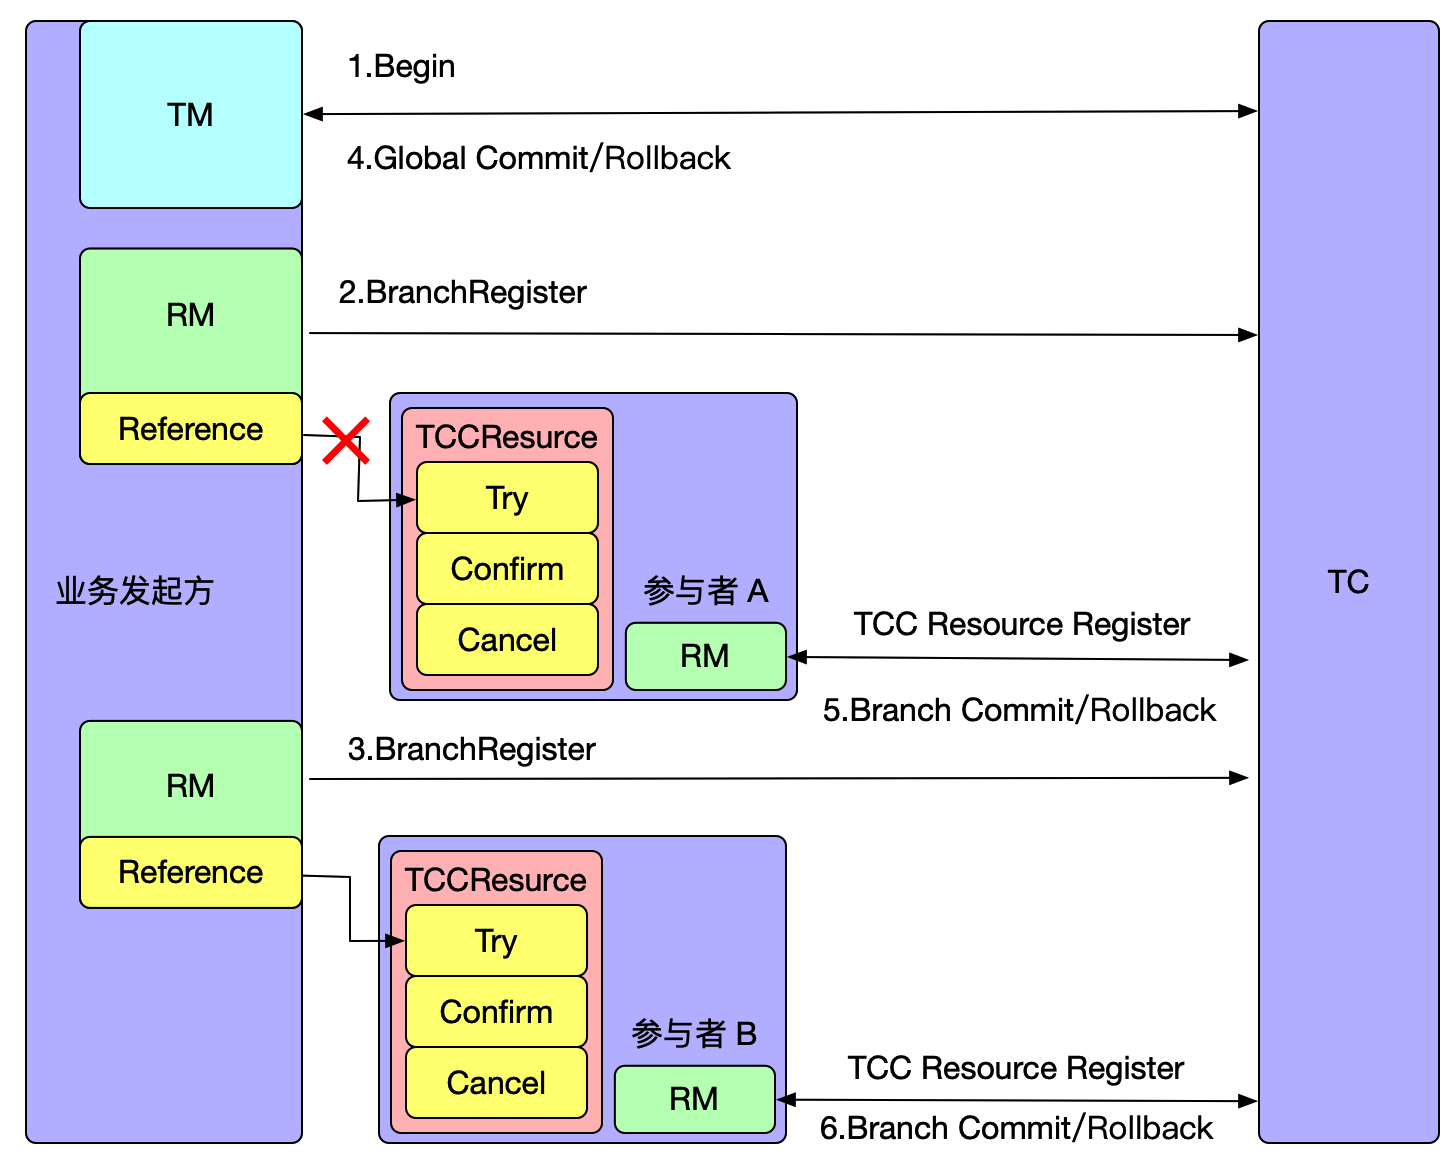 TM
1.Begin
4.Global Commit/Rollback
RM
2.BranchRegister
Reference
TCCResurce
Try
Confirm
Cancel
参与者 A
RM
业务发起方
TC
TCC Resource Register
5.Branch Commit/Rollback
RM
3.BranchRegister
Reference
TCCResurce
Try
Confirm
Cancel
参与者 B
RM
TCC Resource Register
6.Branch Commit/Rollback